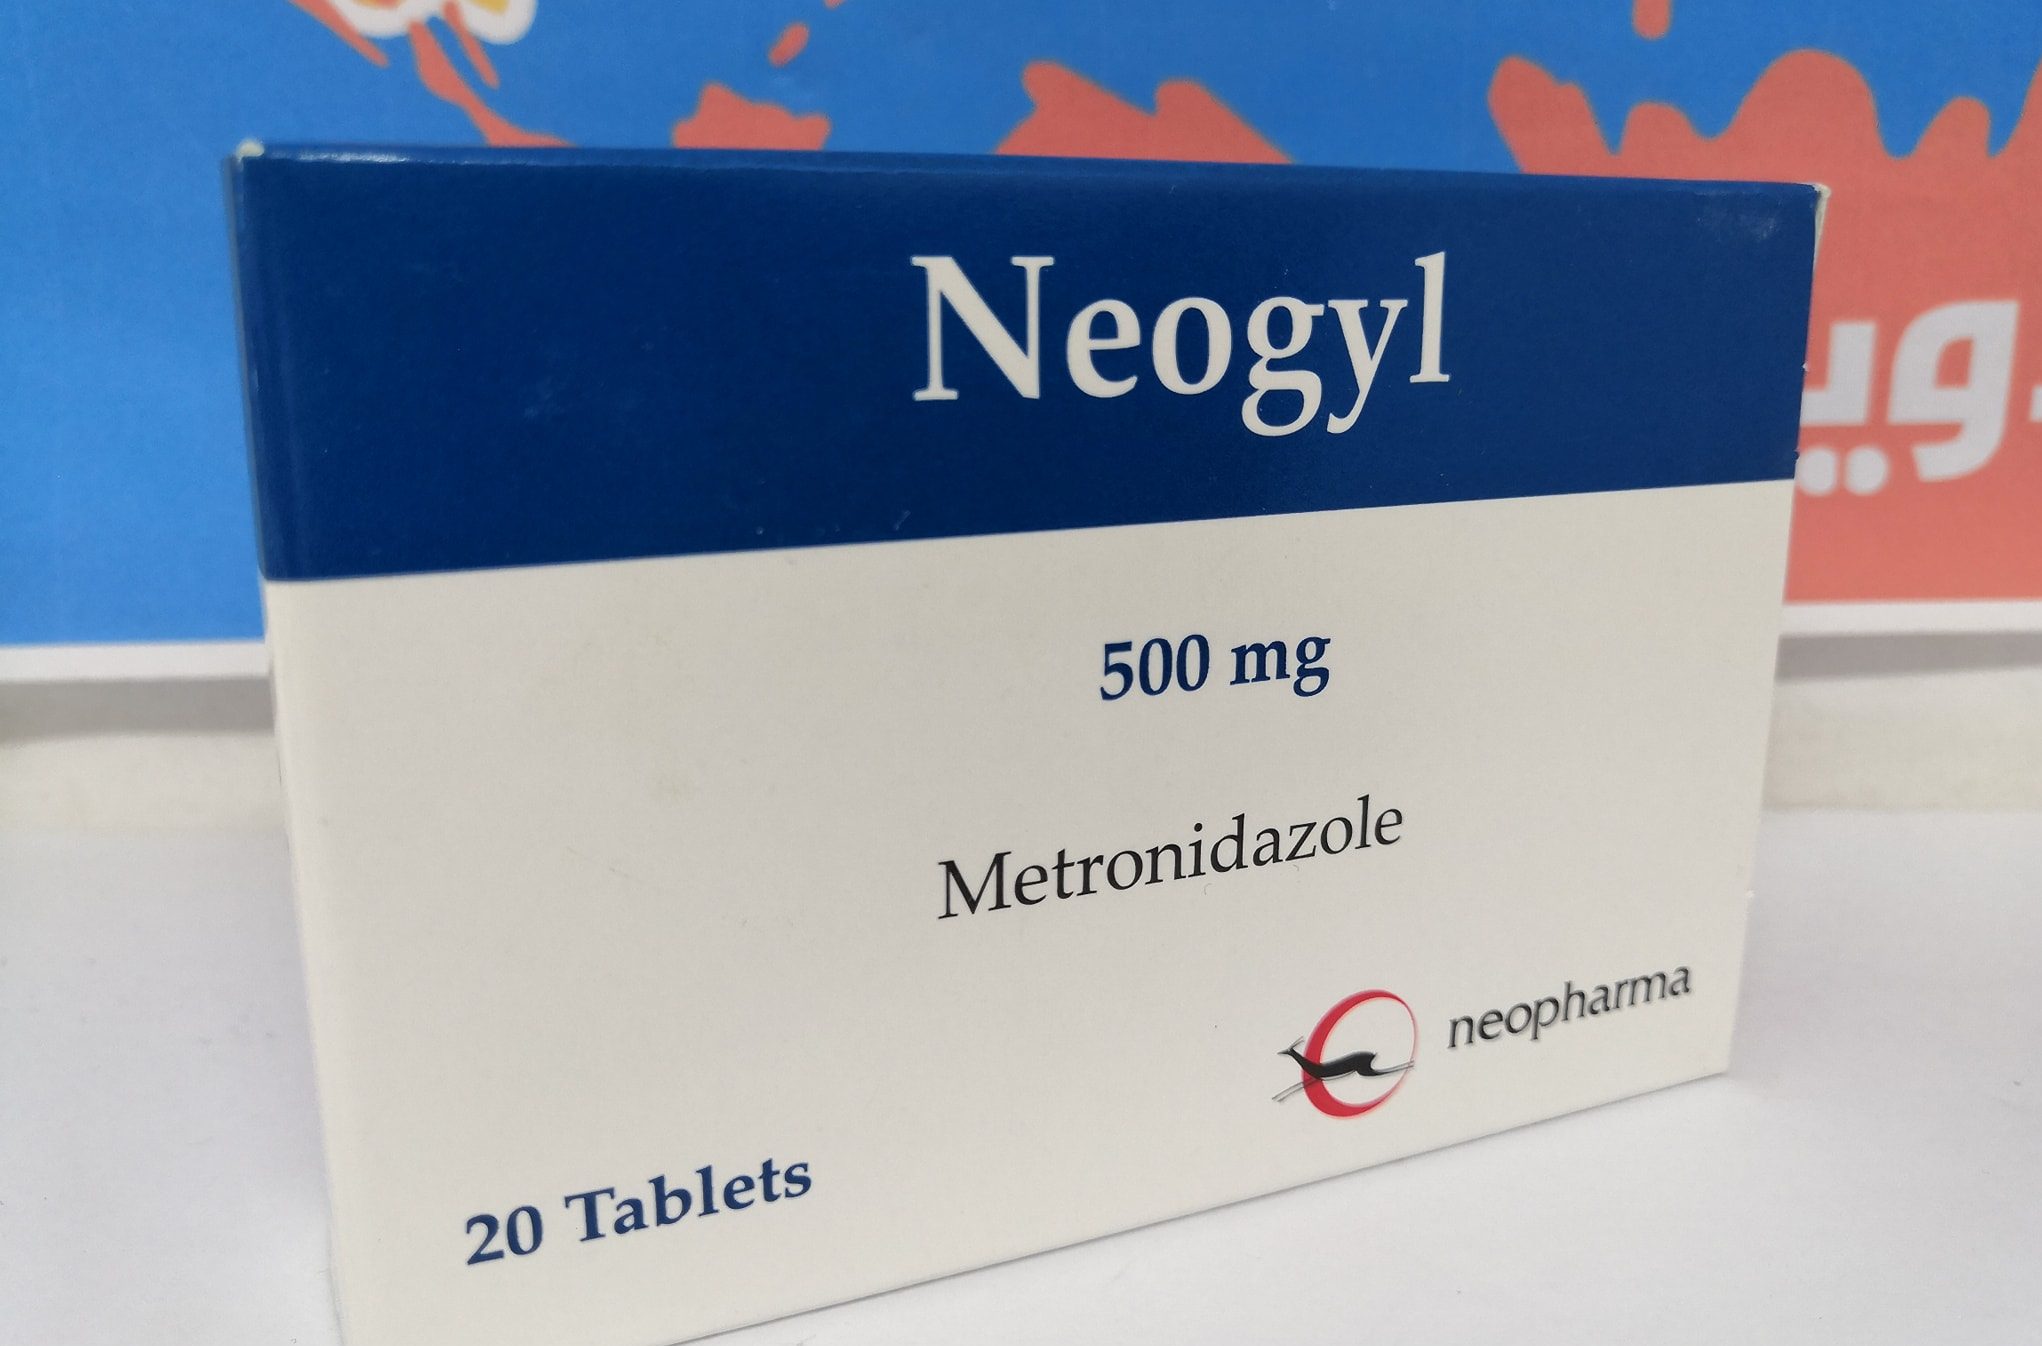 Neogyl
500 mg
Metronidazole
neopharma
20 Tablets